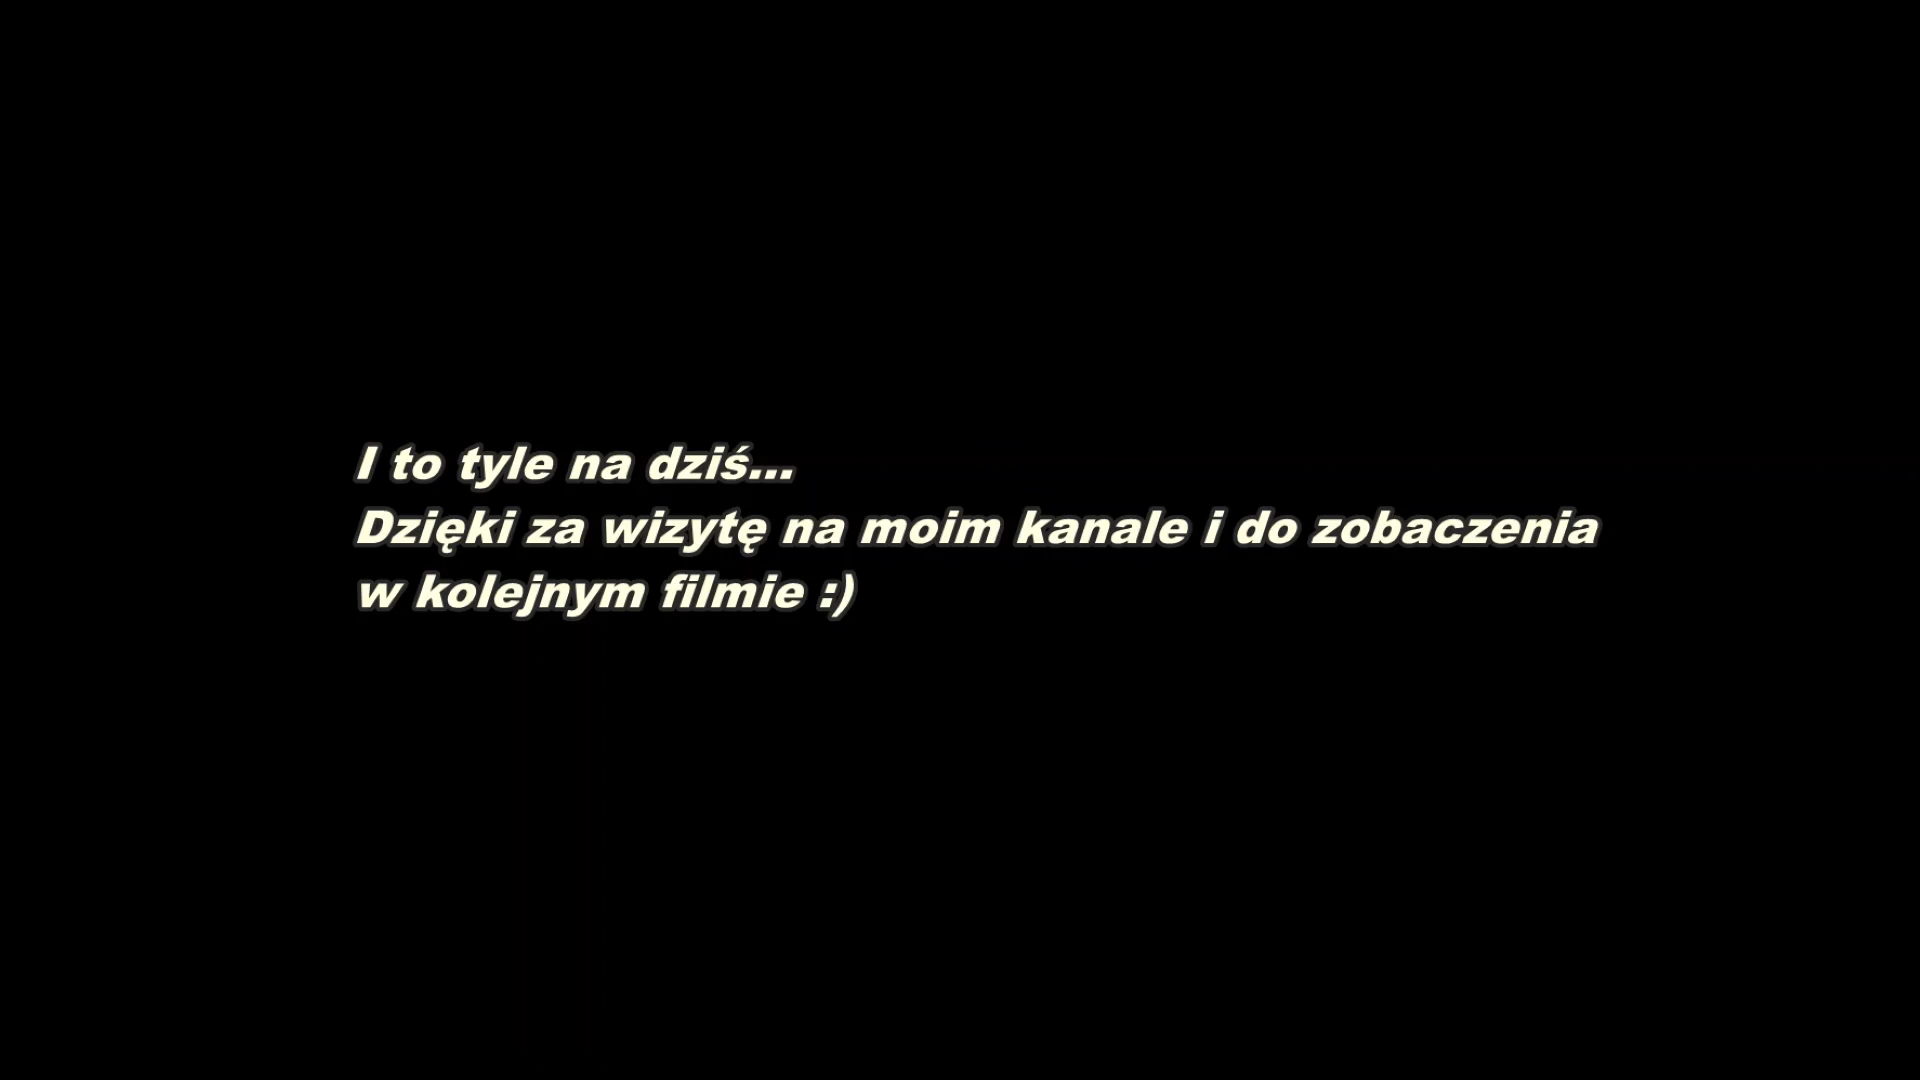 I to tyle na dziś...
Dzięki za wizytę na moim kanale i do zobaczenia
w kolejnym filmie :)